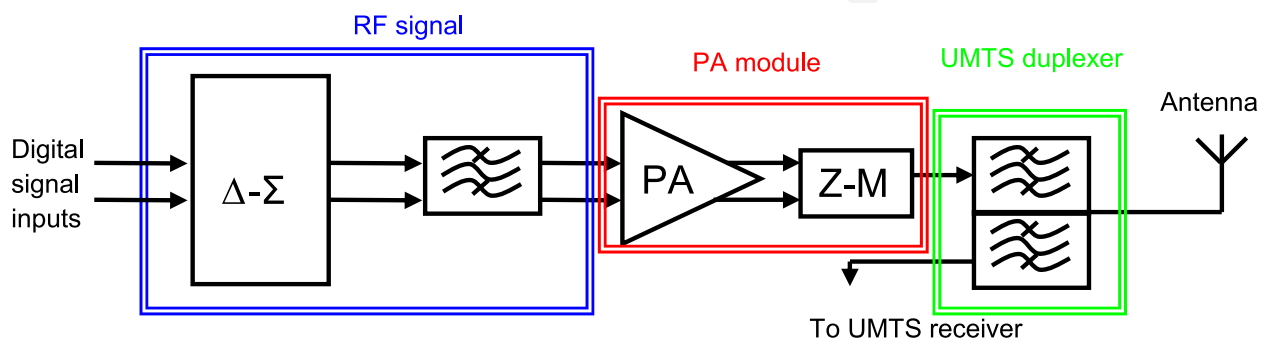 RF signal
PA module
UMTS duplexer
Antenna
Digital
signal
inputs
Δ-Σ
PA
Z-M
To UMTS receiver